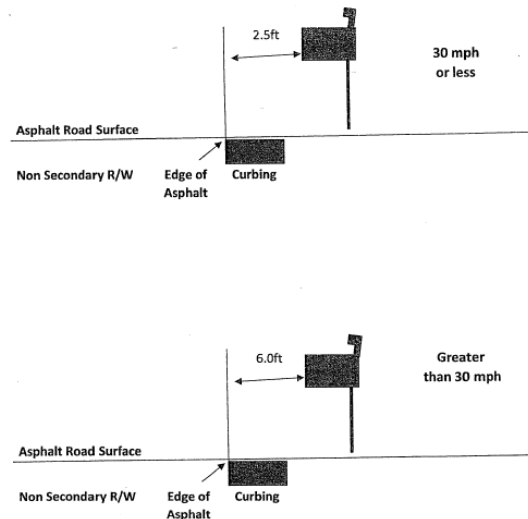 2.5ft
30 mph
or less
Asphalt Road Surface
Non Secondary R/W
Edge of
Asphalt
Curbing
6.0ft
Greater
than 30 mph
Asphalt Road Surface
Non Secondary R/W
Edge of
Asphalt
Curbing